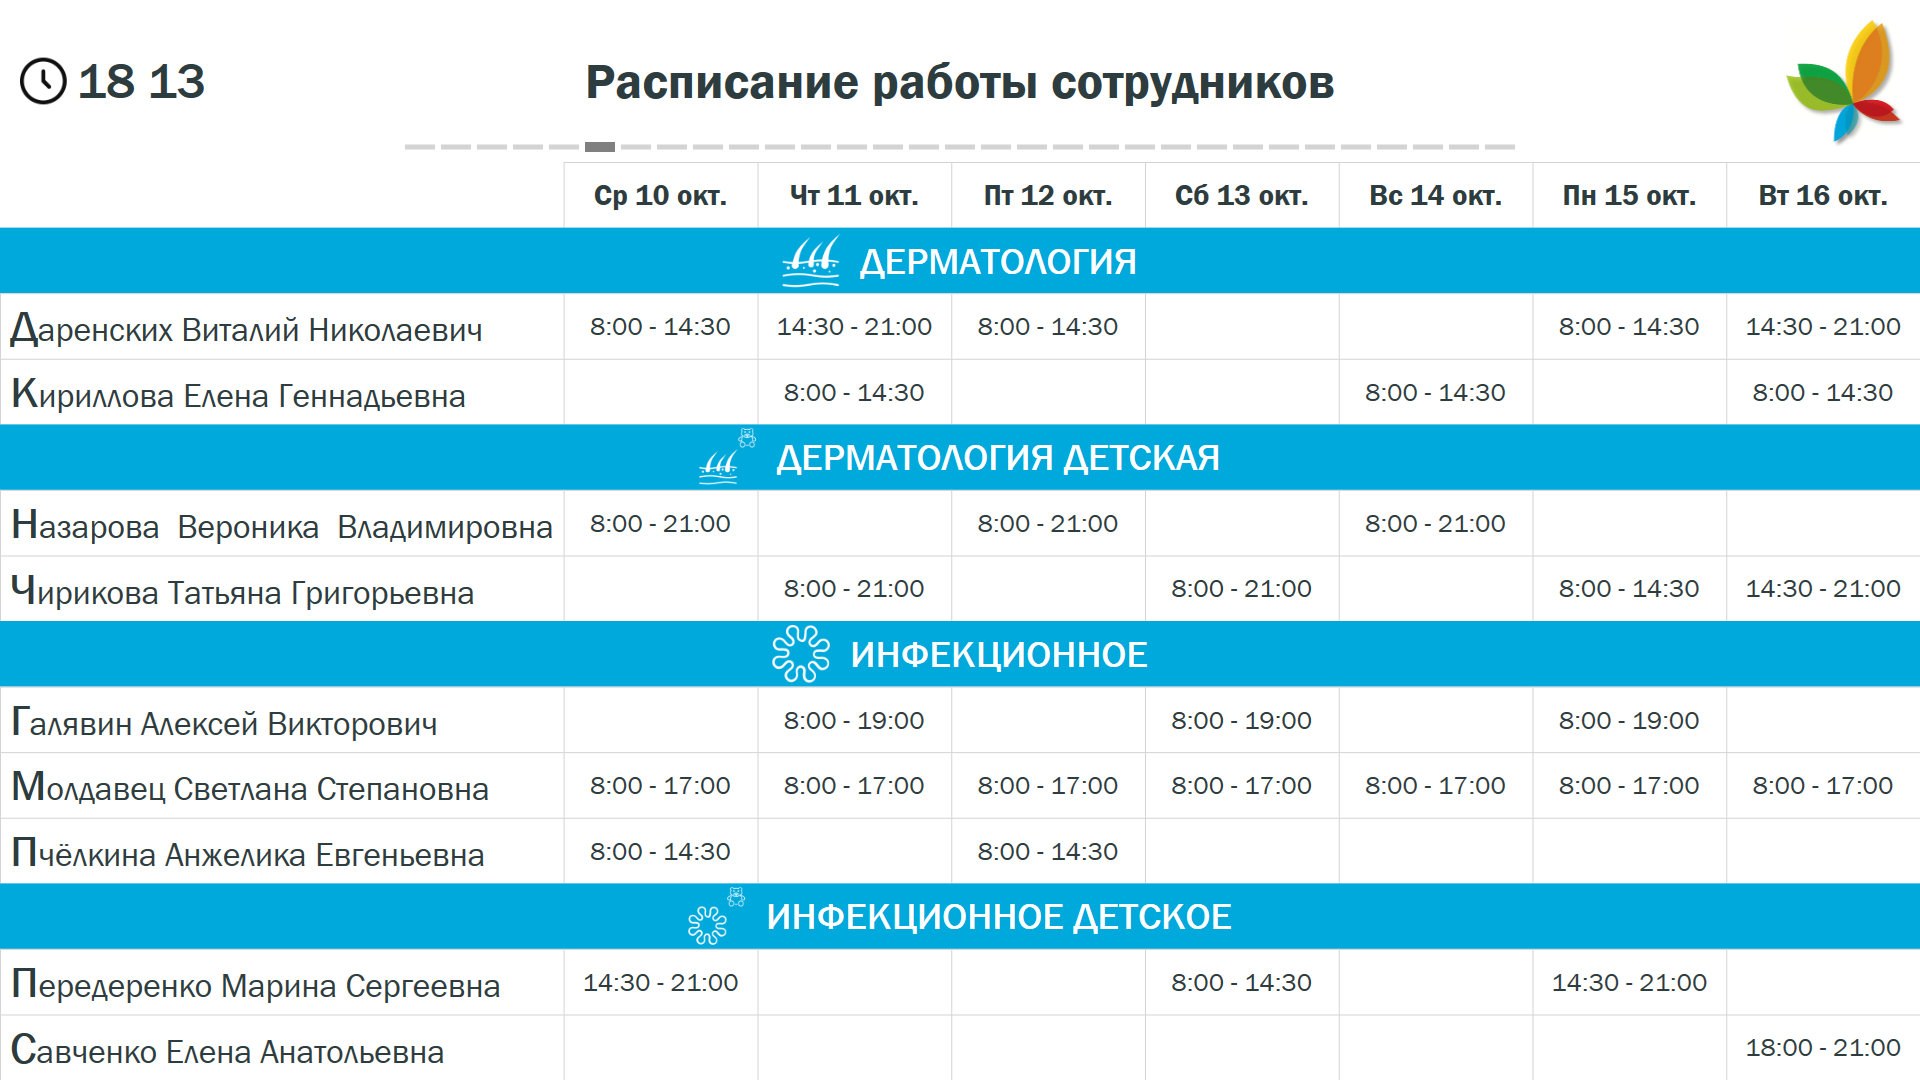 18 13
Расписание работы сотрудников
Ср 10 окт. Чт 11 окт. Пт 12 окт. Сб 13 окт. Вс 14 окт. Пн 15 окт. Вт 16 окт.
ДЕРМАТОЛОГИЯ
Даренских Виталий Николаевич 8:00 - 14:30 14:30 - 21:00 8:00 - 14:30 8:00 - 14:30 14:30 - 21:00
Кириллова Елена Геннадьевна 8:00 - 14:30 8:00 - 14:30 8:00 - 14:30
ДЕРМАТОЛОГИЯ ДЕТСКАЯ
Назарова Вероника Владимировна 8:00 - 21:00 8:00 - 21:00 8:00 - 21:00
Чирикова Татьяна Григорьевна 8:00 - 21:00 8:00 - 21:00 8:00 - 14:30 14:30 - 21:00
ИНФЕКЦИОННОЕ
Галявин Алексей Викторович 8:00 - 19:00 8:00 - 19:00 8:00 - 19:00
Молдавец Светлана Степановна 8:00 - 17:00 8:00 - 17:00 8:00 - 17:00 8:00 - 17:00 8:00 - 17:00 8:00 - 17:00 8:00 - 17:00
Пчёлкина Анжелика Евгеньевна 8:00 - 14:30 8:00 - 14:30
ИНФЕКЦИОННОЕ ДЕТСКОЕ
Передеренко Марина Сергеевна 14:30 - 21:00 8:00 - 14:30 14:30 - 21:00
Савченко Елена Анатольевна 18:00 - 21:00